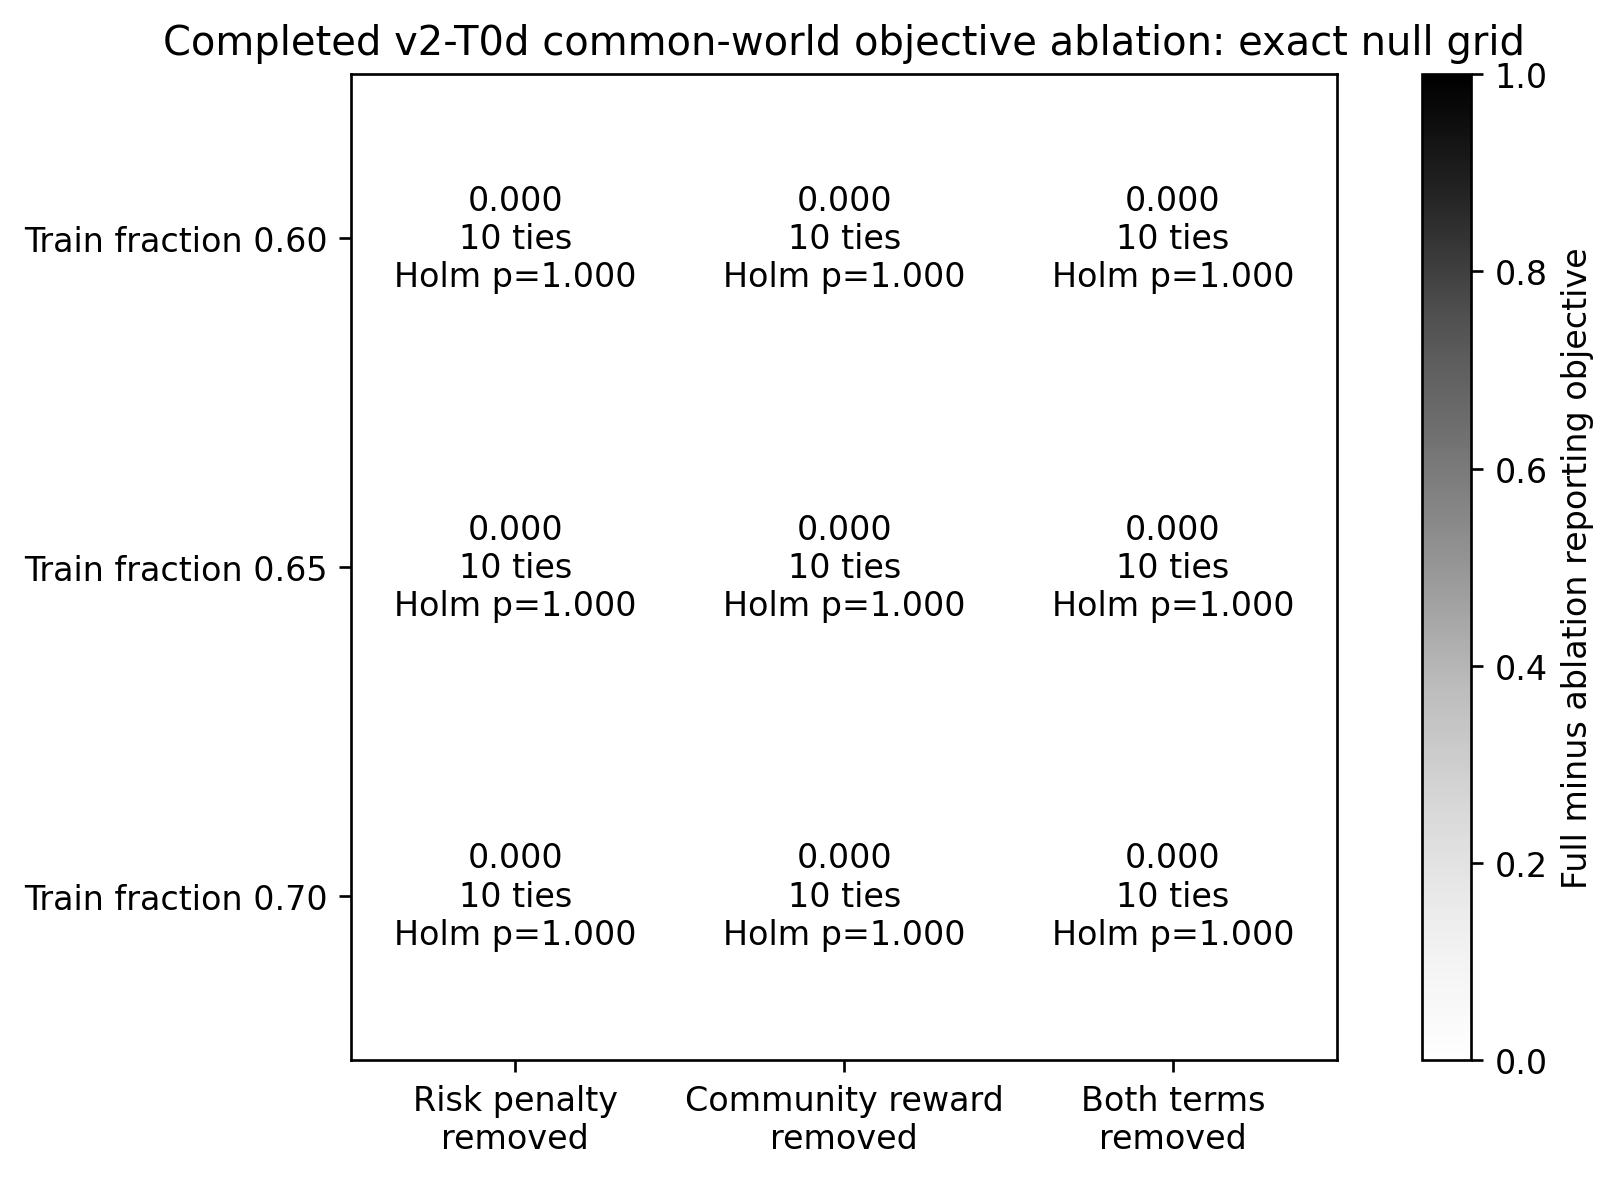 Completed v2-T0d common-world objective ablation: exact null grid
Train fraction 0.60
0.000
10 ties
Holm p=1.000
0.000
10 ties
Holm p=1.000
0.000
10 ties
Holm p=1.000
Train fraction 0.65
0.000
10 ties
Holm p=1.000
0.000
10 ties
Holm p=1.000
0.000
10 ties
Holm p=1.000
Train fraction 0.70
0.000
10 ties
Holm p=1.000
0.000
10 ties
Holm p=1.000
0.000
10 ties
Holm p=1.000
Risk penalty
removed
Community reward
removed
Both terms
removed
1.0
0.8
0.6
0.4
0.2
0.0
Full minus ablation reporting objective